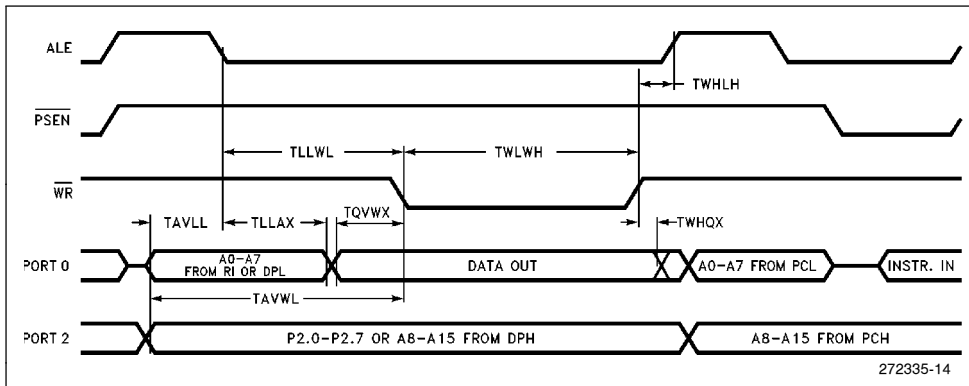 ALE
TWHLH
PSEN
TLLWL
TWLWH
WR
TQVWX
TAVLL
TLLAX
TWHQX
PORT 0
A0-A7
FROM RI OR DPL
DATA OUT
A0-A7 FROM PCL
INSTR. IN
TAVWL
PORT 2
P2.0-P2.7 OR A8-A15 FROM DPH
A8-A15 FROM PCH
272335-14